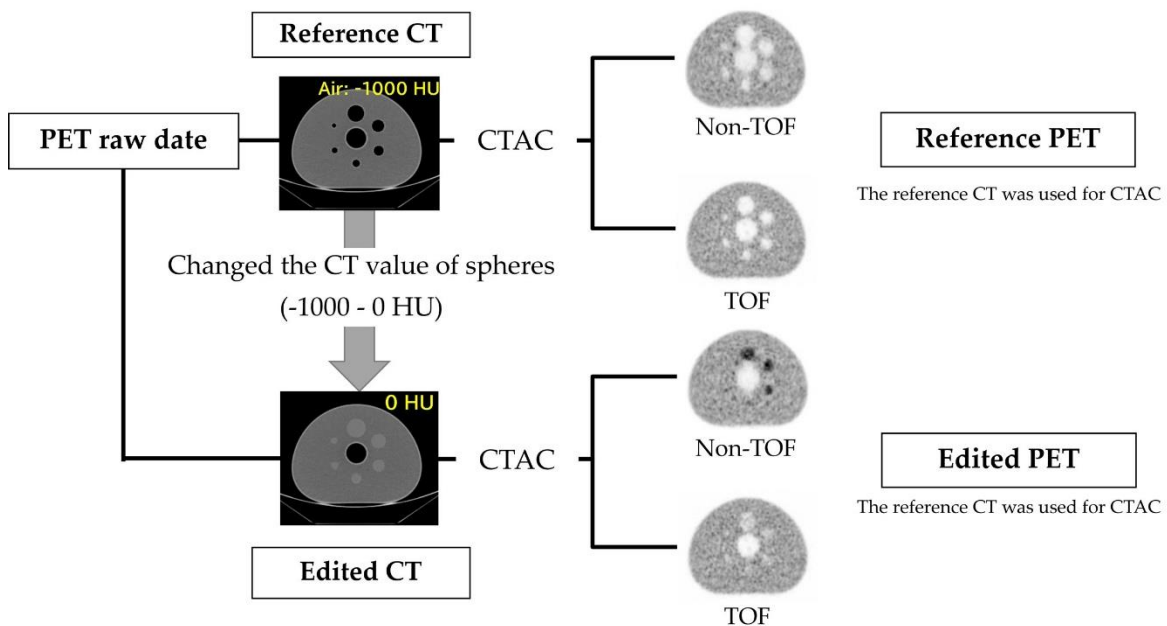 Reference CT
Air: -1000 HU
PET raw date
CTAC
Non-TOF
Reference PET
The reference CT was used for CTAC
TOF
Changed the CT value of spheres
(-1000 - 0 HU)
0 HU
CTAC
Non-TOF
Edited PET
The reference CT was used for CTAC
Edited CT
TOF